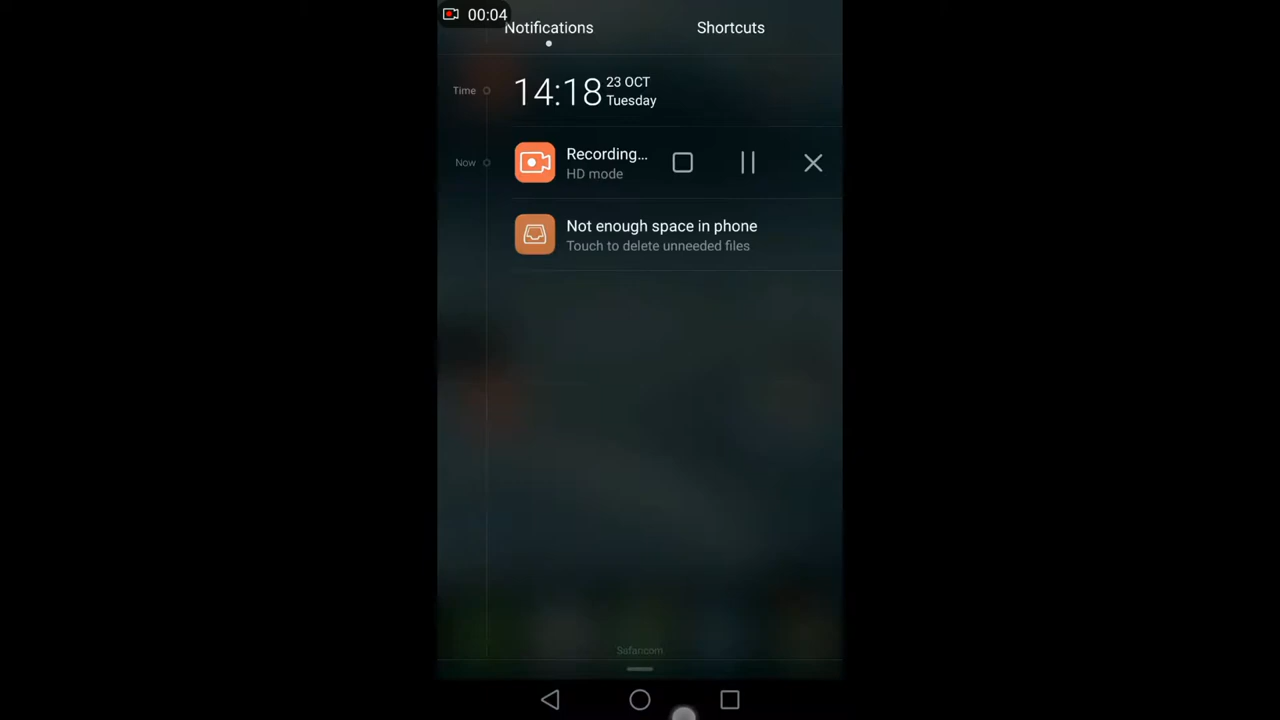 00:04
Notifications
Shortcuts
Time
14:18
23 OCT
Tuesday
Now
Recording...
HD mode
Not enough space in phone
Touch to delete unneeded files
Safaricom